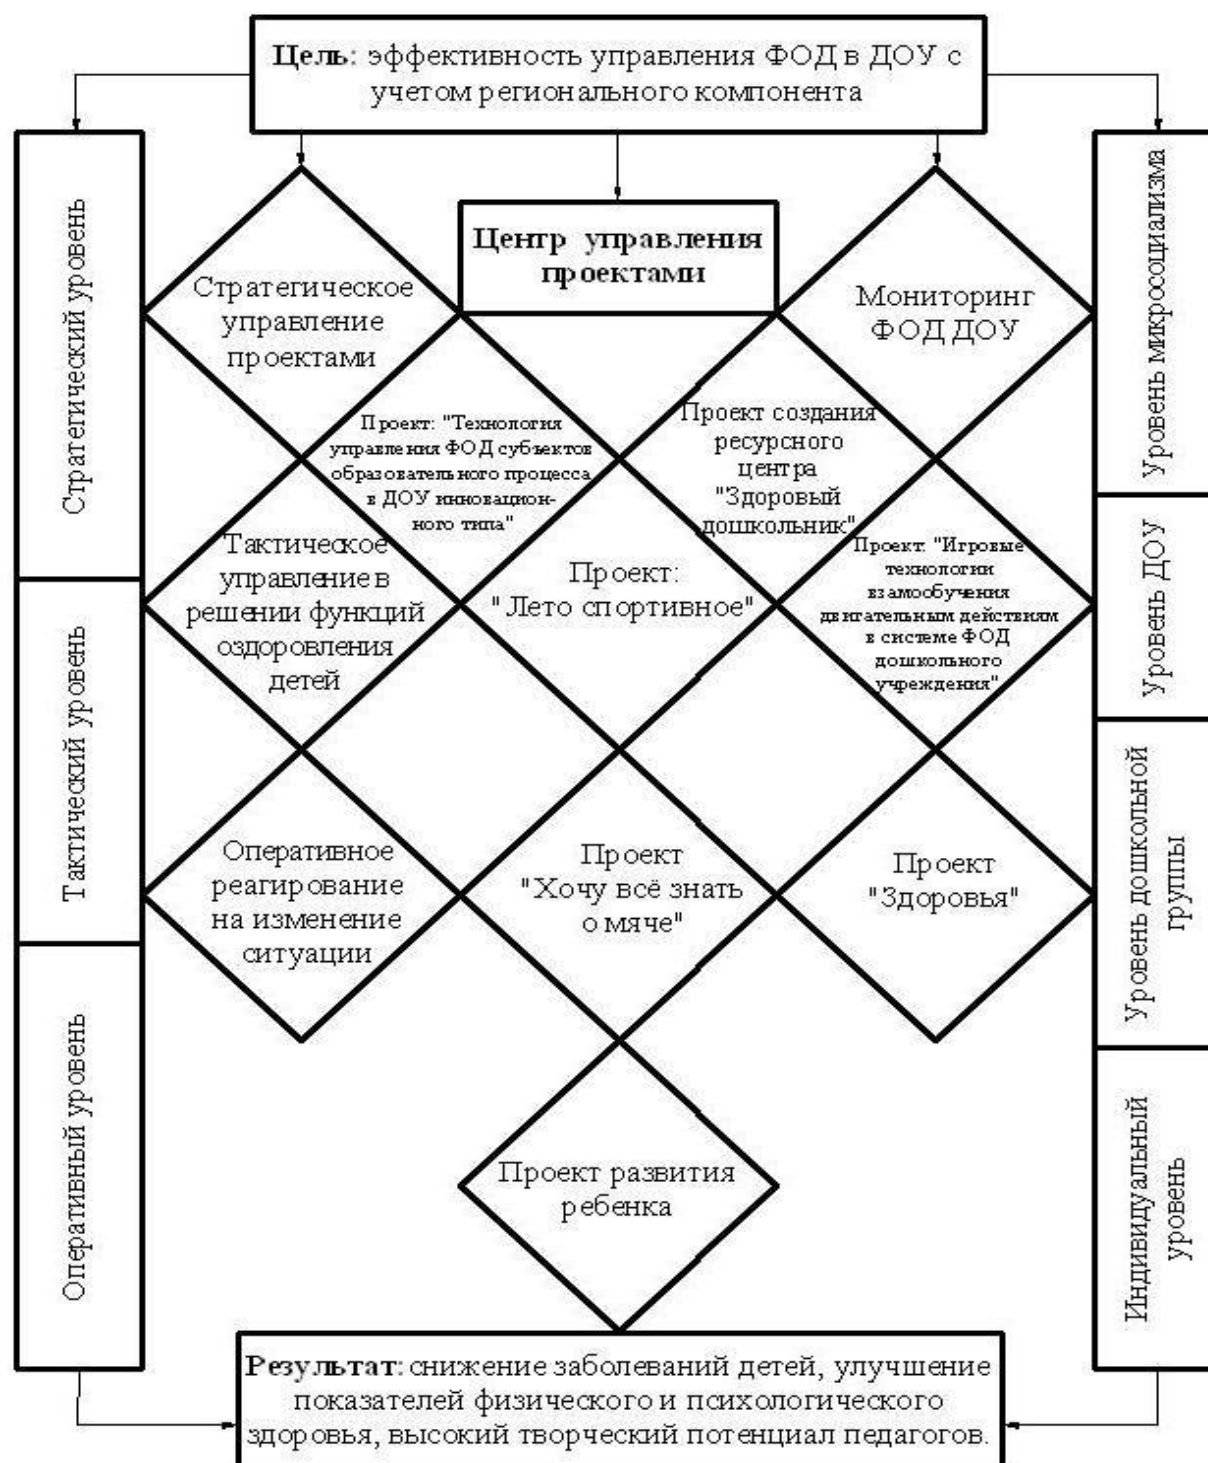 Цель: эффективность управления ФОД в ДОУ с
учетом регионального компонента
Центр управления
проектами
Стратегический уровень
Тактический уровень
Оперативный уровень
Стратегическое
управление
проектами
Мониторинг
ФОД ДОУ
Проект: "Технология
управления ФОД субъектов
образовательного процесса
в ДОУ инновацион-
ного типа"
Проект создания
ресурсного
центра
"Здоровый
дошкольник"
Тактическое
управление в
решении функций
оздоровления
детей
Проект:
"Лето спортивное"
Проект: "Игровые
технологии
взамообучения
двигательным действиям
в системе ФОД
дошкольного
учреждения"
Оперативное
реагирование
на изменение
ситуации
Проект
"Хочу всё знать
о мяче"
Проект
"Здоровья"
Проект развития
ребенка
Уровень микросоциализма
Уровень ДОУ
Уровень дошкольной
группы
Индивидуальный
уровень
Результат: снижение заболеваний детей, улучшение
показателей физического и психологического
здоровья, высокий творческий потенциал педагогов.